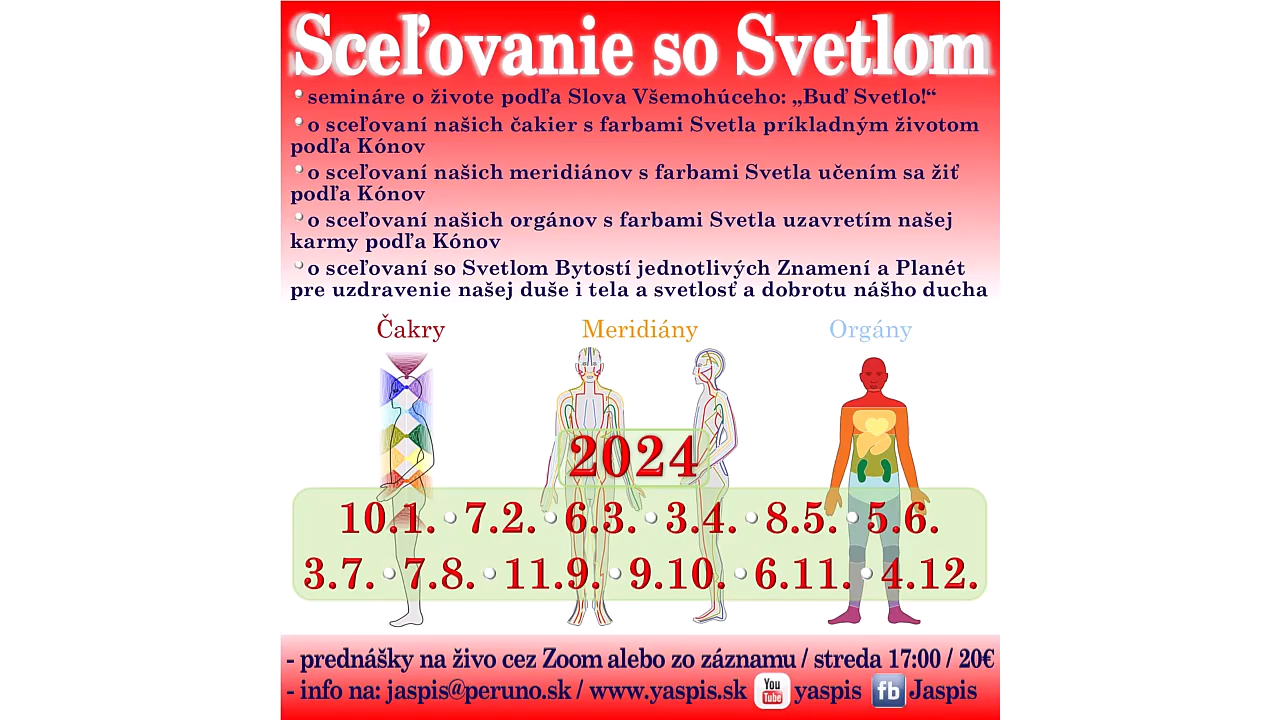 Sceľovanie so Svetlom
semináre o živote podľa Slova Všemohúceho: „Buď Svetlo!“
o sceľovaní našich čakier s farbami Svetla príkladným životom
podľa Kónov
o sceľovaní našich meridiánov s farbami Svetla učením sa žiť
podľa Kónov
o sceľovaní našich orgánov s farbami Svetla uzavretím našej
karmy podľa Kónov
o sceľovaní so Svetlom Bytostí jednotlivých Znamení a Planét
pre uzdravenie našej duše i tela a svetlosť a dobrotu nášho ducha
Čakry Meridiány Orgány
2024
10.1. • 7.2. • 6.3. • 3.4. • 8.5. • 5.6.
3.7. • 7.8. • 11.9. • 9.10. • 6.11. • 4.12.
- prednášky na živo cez Zoom alebo zo záznamu / streda 17:00 / 20€
- info na: jaspis@peruno.sk / www.yaspis.sk You Tube yaspis fb Jaspis